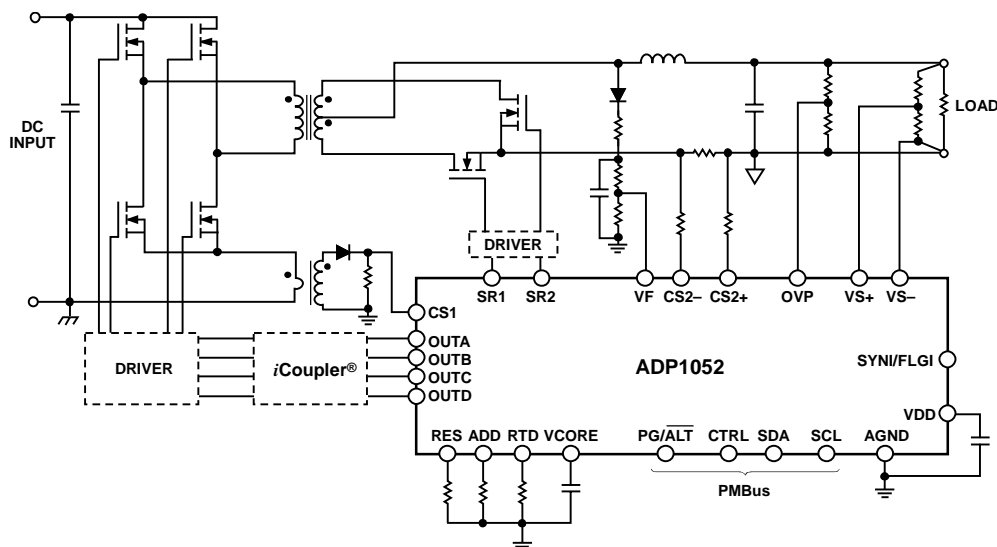 DC
INPUT
LOAD
DRIVER
SR1
SR2
VF
CS2–
CS2+
OVP
VS+
VS–
CS1
OUTA
OUTB
OUTC
OUTD
DRIVER
iCoupler®
ADP1052
SYNI/FLGI
VDD
RES
ADD
RTD
VCORE
PG/ALT
CTRL
SDA
SCL
AGND
PMBus